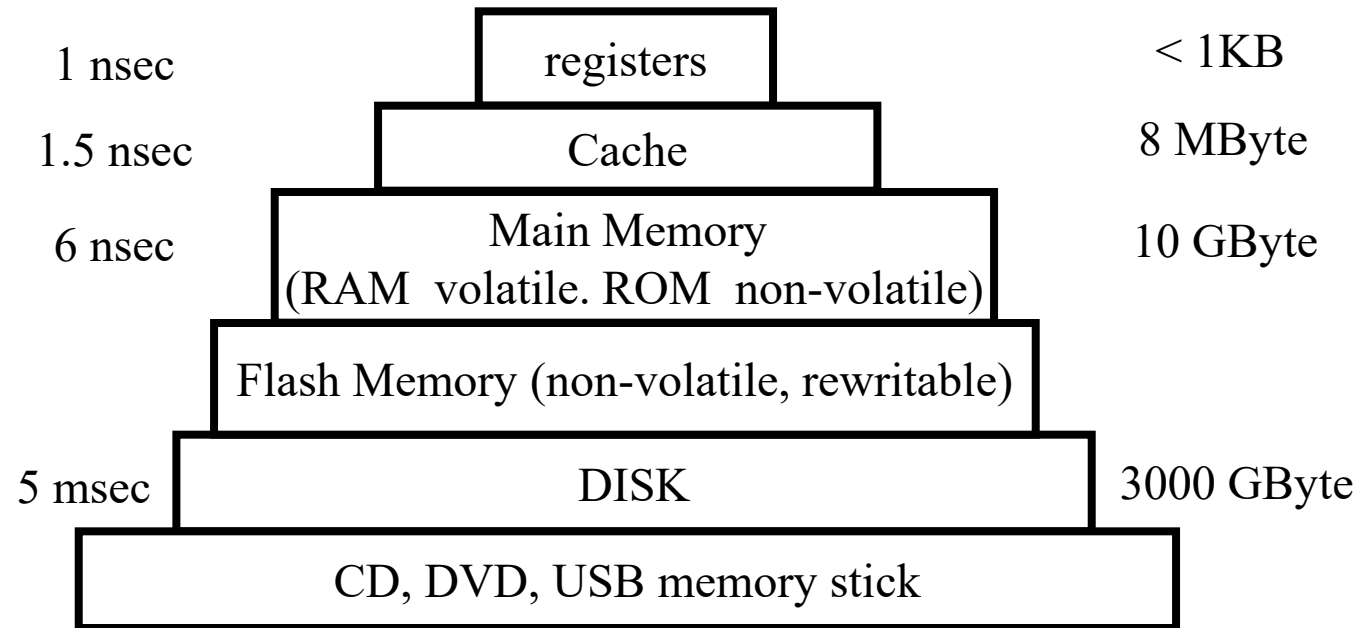 1 nsec registers < 1KB
1.5 nsec Cache 8 MByte
6 nsec Main Memory 10 GByte
(RAM volatile. ROM non-volatile)
Flash Memory (non-volatile, rewritable)
5 msec DISK 3000 GByte
CD, DVD, USB memory stick